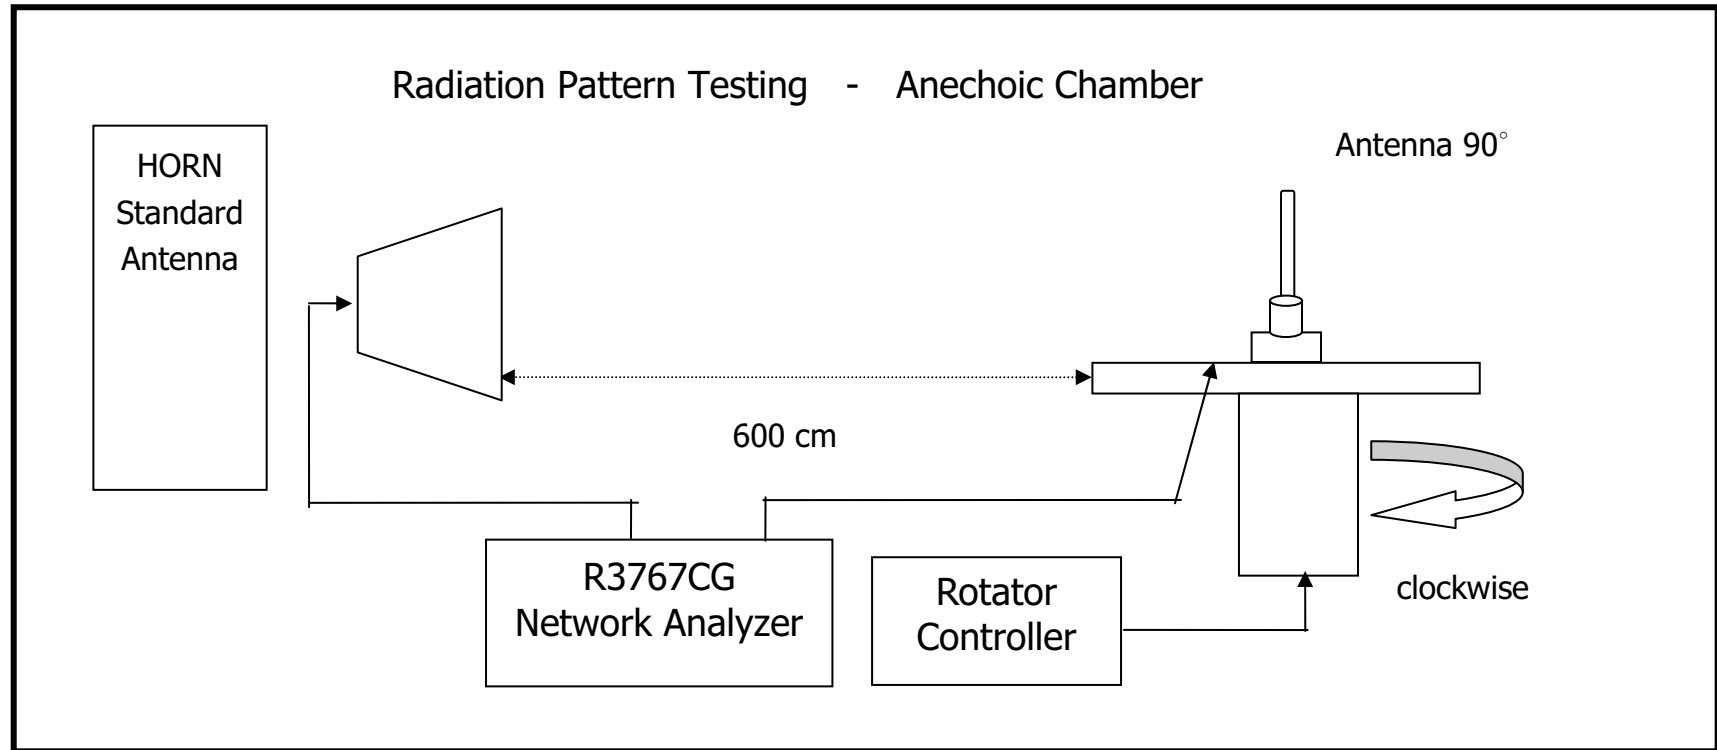 Radiation Pattern Testing - Anechoic Chamber
HORN
Standard
Antenna
Antenna 90°
600 cm
R3767CG
Network Analyzer
Rotator
Controller
clockwise